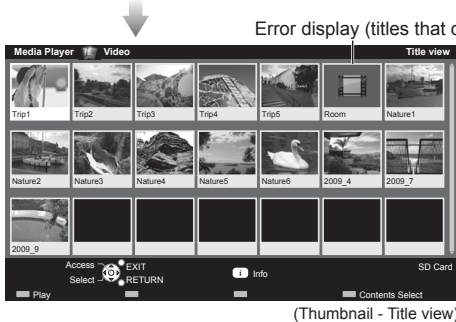 Error display (titles that c
Media Player Video Title view
Trip1 Trip2 Trip3 Trip4 Trip5 Room Nature1
Nature2 Nature3 Nature4 Nature5 Nature6 2009_4 2009_7
2009_9
Access EXIT
Select RETURN
i Info
SD Card
Play
Contents Select
(Thumbnail - Title view)